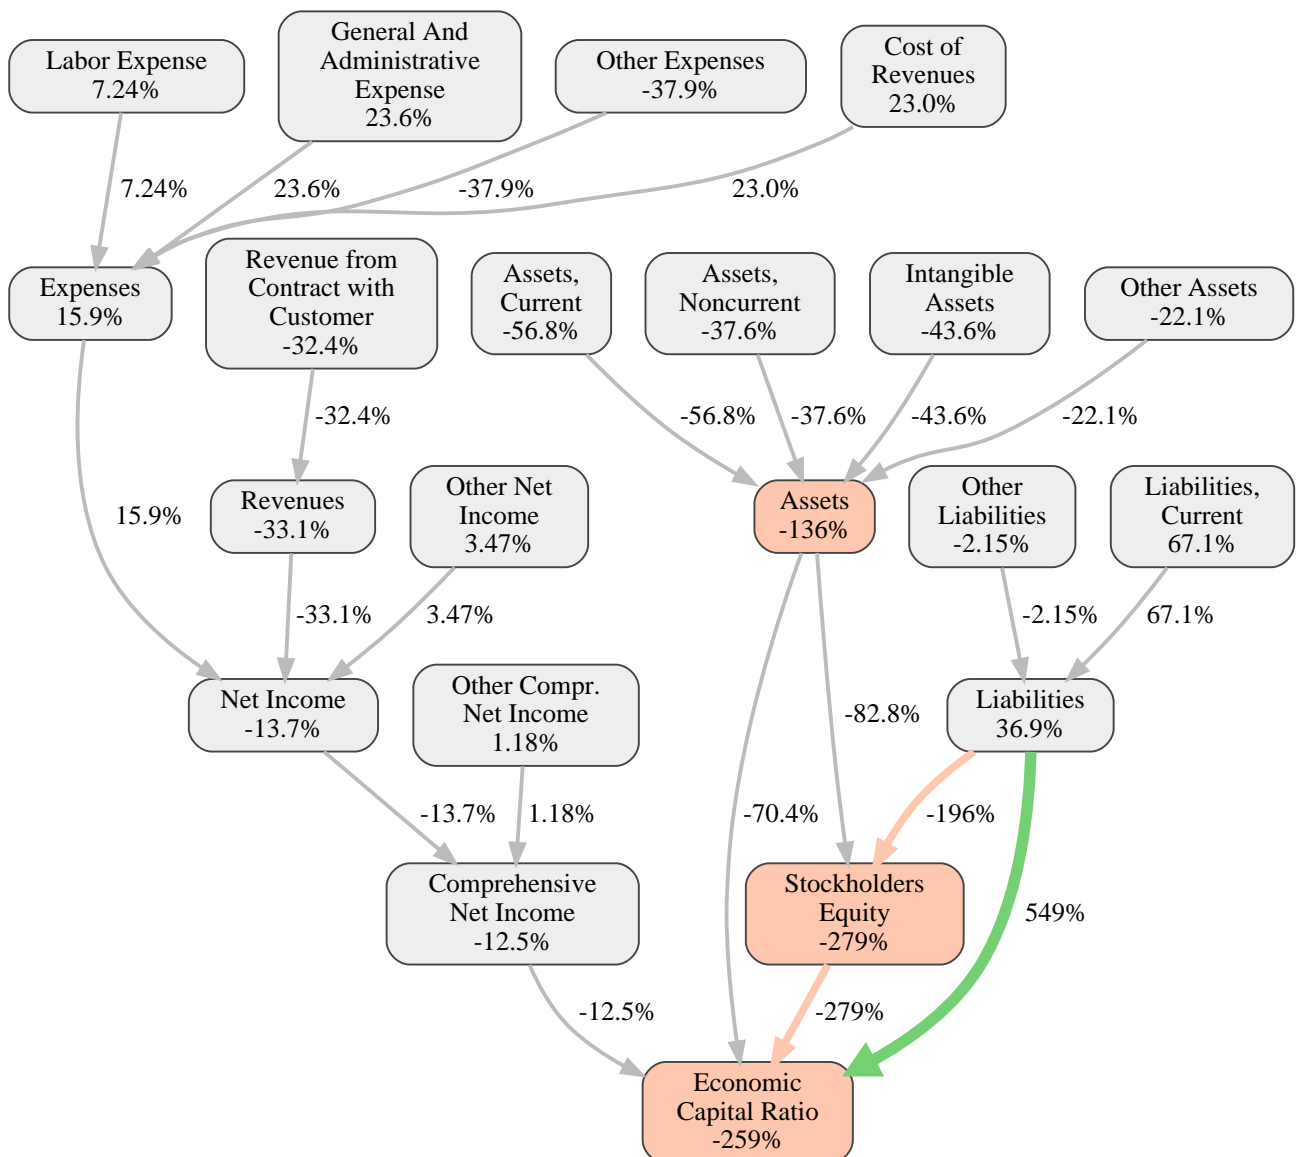 Labor Expense
7.24%
General And
Administrative
Expense
23.6%
Other Expenses
-37.9%
Cost of
Revenues
23.0%
7.24%
23.6%
-37.9%
23.0%
Expenses
15.9%
Revenue from
Contract with
Customer
-32.4%
Assets,
Current
-56.8%
Assets,
Noncurrent
-37.6%
Intangible
Assets
-43.6%
Other Assets
-22.1%
-32.4%
-56.8%
-37.6%
-43.6%
-22.1%
15.9%
Revenues
-33.1%
Other Net
Income
3.47%
Assets
-136%
Other
Liabilities
-2.15%
Liabilities,
Current
67.1%
-33.1%
3.47%
-2.15%
67.1%
Net Income
-13.7%
Other Compr.
Net Income
1.18%
-82.8%
Liabilities
36.9%
-13.7%
1.18%
-70.4%
-196%
Comprehensive
Net Income
-12.5%
Stockholders
Equity
-279%
549%
-12.5%
-279%
Economic
Capital Ratio
-259%